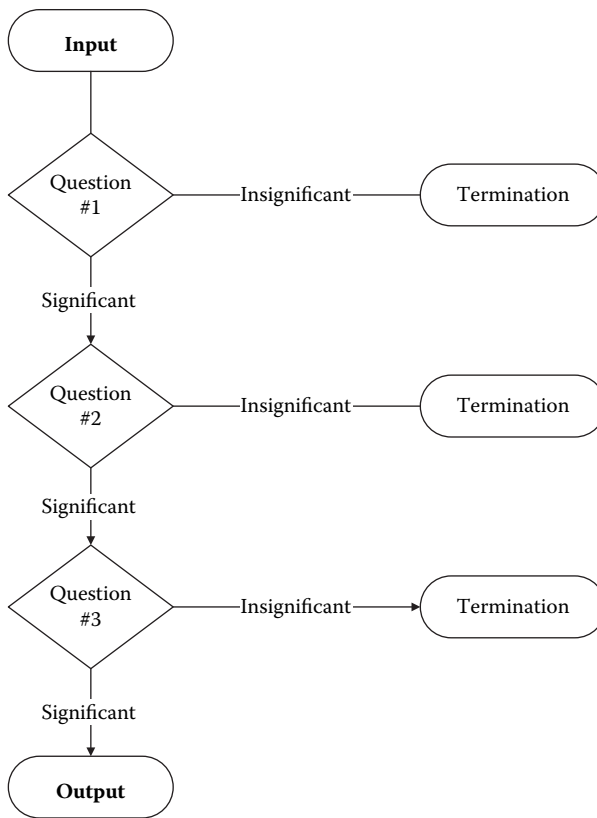 Input
Question
#1
Insignificant
Termination
Significant
Question
#2
Insignificant
Termination
Significant
Question
#3
Insignificant
Termination
Significant
Output